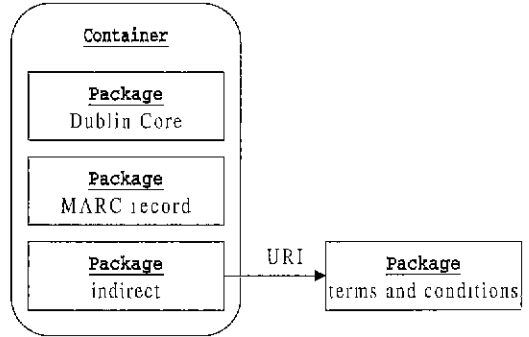 Container
Package
Dublin Core
Package
MARC record
Package
indirect
URI
Package
terms and conditions